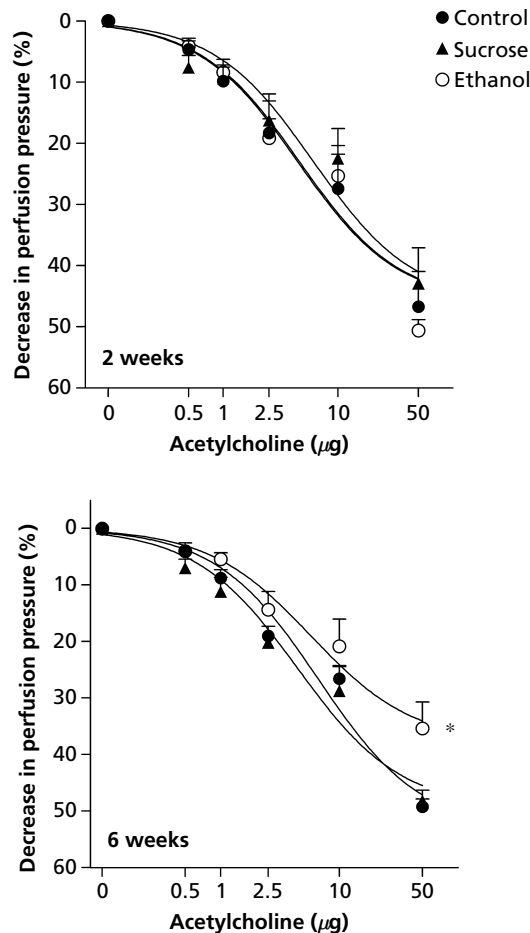 Control
Sucrose
Ethanol
Decrease in perfusion pressure (%)
0
10
20
30
40
50
60
2 weeks
0 0.5 1 2.5 10 50
Acetylcholine (μg)
Decrease in perfusion pressure (%)
0
10
20
30
40
50
60
*
6 weeks
0 0.5 1 2.5 10 50
Acetylcholine (μg)